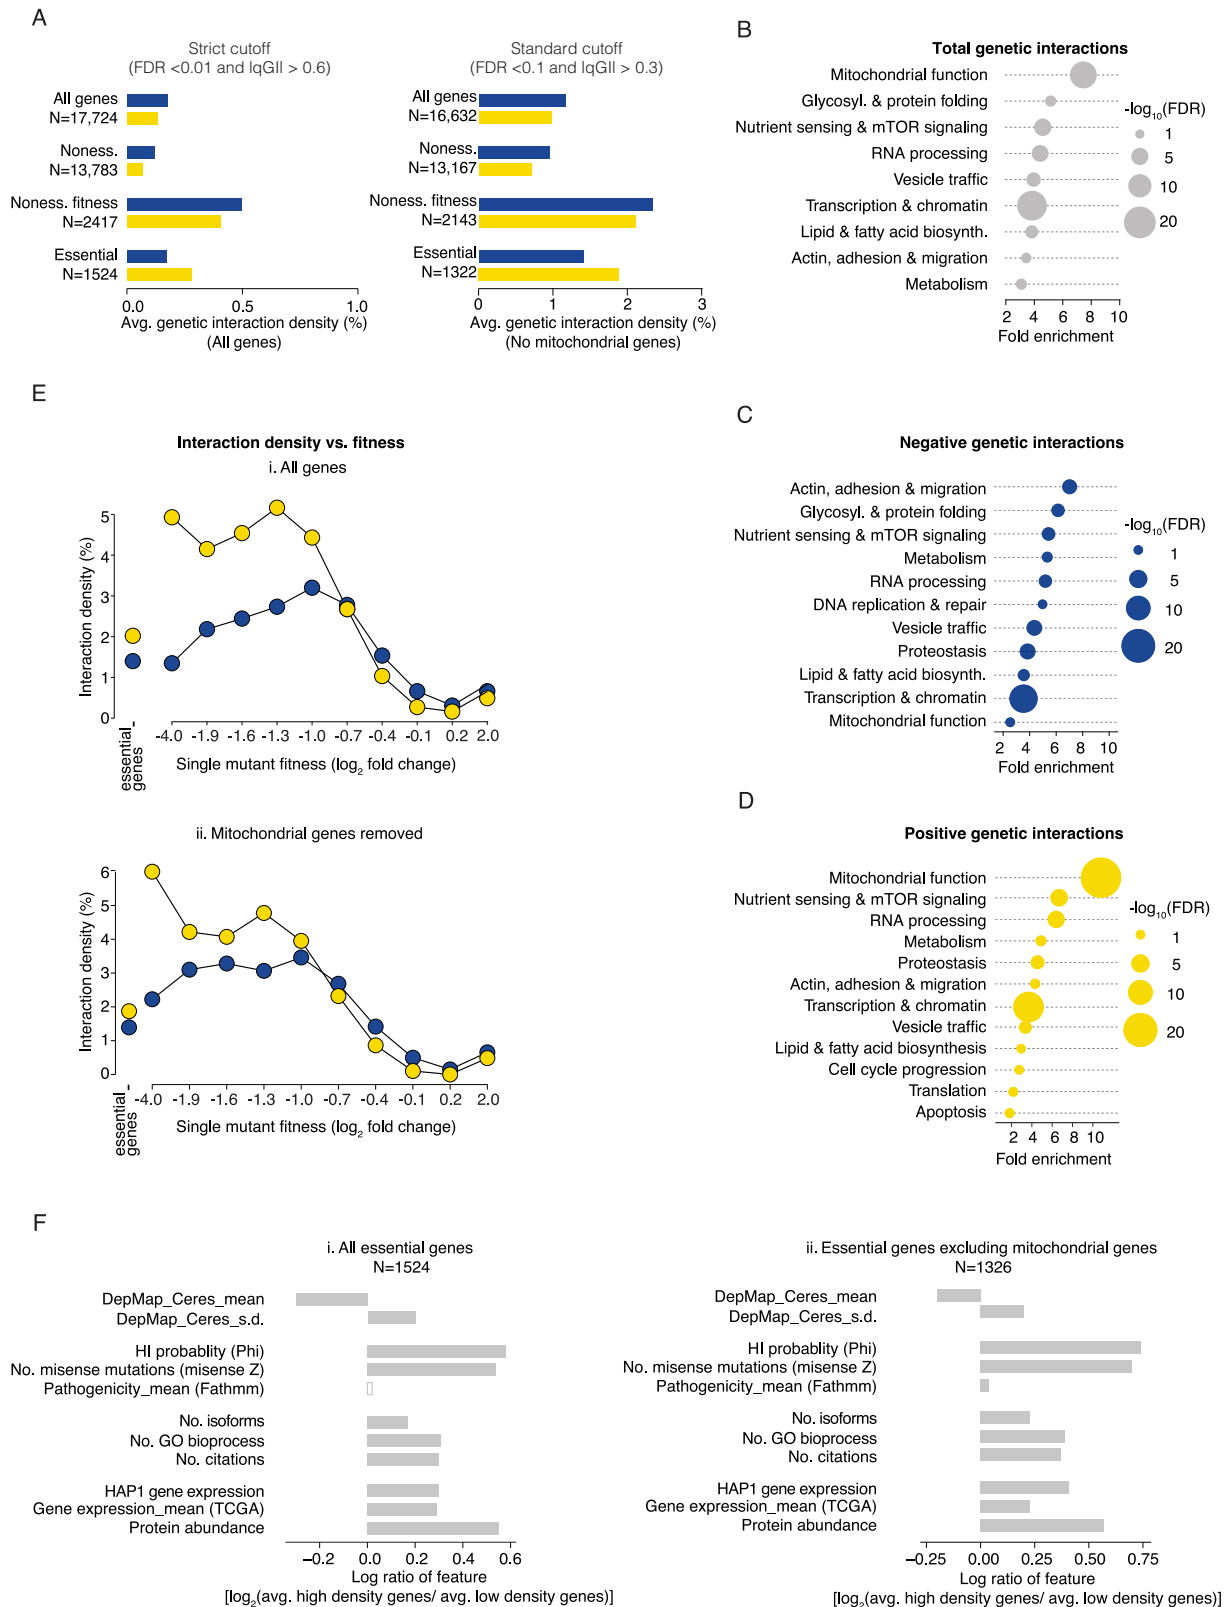 A
Strict cutoff
(FDR <0.01 and IqGII > 0.6)
All genes
N=17,724
Noness.
N=13,783
Noness. fitness
N=2417
Essential
N=1524
0.0 0.5 1.0
Avg. genetic interaction density (%)
(All genes)
Standard cutoff
(FDR <0.1 and IqGII > 0.3)
All genes
N=16,632
Noness.
N=13,167
Noness. fitness
N=2143
Essential
N=1322
0 1 2 3
Avg. genetic interaction density (%)
(No mitochondrial genes)
B
Total genetic interactions
Mitochondrial function
Glycosyl. & protein folding
Nutrient sensing & mTOR signaling
RNA processing
Vesicle traffic
Transcription & chromatin
Lipid & fatty acid biosynth.
Actin, adhesion & migration
Metabolism
2 4 6 8 10
Fold enrichment
-log10(FDR)
1
5
10
20
E
Interaction density vs. fitness
i. All genes
Interaction density (%)
5
4
3
2
1
0
essential genes
-4.0 -1.9 -1.6 -1.3 -1.0 -0.7 -0.4 -0.1 0.2 2.0
Single mutant fitness (log2 fold change)
ii. Mitochondrial genes removed
Interaction density (%)
6
5
4
3
2
1
0
essential genes
-4.0 -1.9 -1.6 -1.3 -1.0 -0.7 -0.4 -0.1 0.2 2.0
Single mutant fitness (log2 fold change)
C
Negative genetic interactions
Actin, adhesion & migration
Glycosyl. & protein folding
Nutrient sensing & mTOR signaling
Metabolism
RNA processing
DNA replication & repair
Vesicle traffic
Proteostasis
Lipid & fatty acid biosynth.
Transcription & chromatin
Mitochondrial function
2 4 6 8 10
Fold enrichment
-log10(FDR)
1
5
10
20
D
Positive genetic interactions
Mitochondrial function
Nutrient sensing & mTOR signaling
RNA processing
Metabolism
Proteostasis
Actin, adhesion & migration
Transcription & chromatin
Vesicle traffic
Lipid & fatty acid biosynthesis
Cell cycle progression
Translation
Apoptosis
2 4 6 8 10
Fold enrichment
-log10(FDR)
1
5
10
20
F
i. All essential genes
N=1524
DepMap_Ceres_mean
DepMap_Ceres_s.d.
HI probablity (Phi)
No. misense mutations (misense Z)
Pathogenicity_mean (Fathmm)
No. isoforms
No. GO bioprocess
No. citations
HAP1 gene expression
Gene expression_mean (TCGA)
Protein abundance
−0.2 0.0 0.2 0.4 0.6
Log ratio of feature
[log2(avg. high density genes/ avg. low density genes)]
ii. Essential genes excluding mitochondrial genes
N=1326
DepMap_Ceres_mean
DepMap_Ceres_s.d.
HI probablity (Phi)
No. misense mutations (misense Z)
Pathogenicity_mean (Fathmm)
No. isoforms
No. GO bioprocess
No. citations
HAP1 gene expression
Gene expression_mean (TCGA)
Protein abundance
−0.25 0.00 0.25 0.50 0.75
Log ratio of feature
[log2(avg. high density genes/ avg. low density genes)]